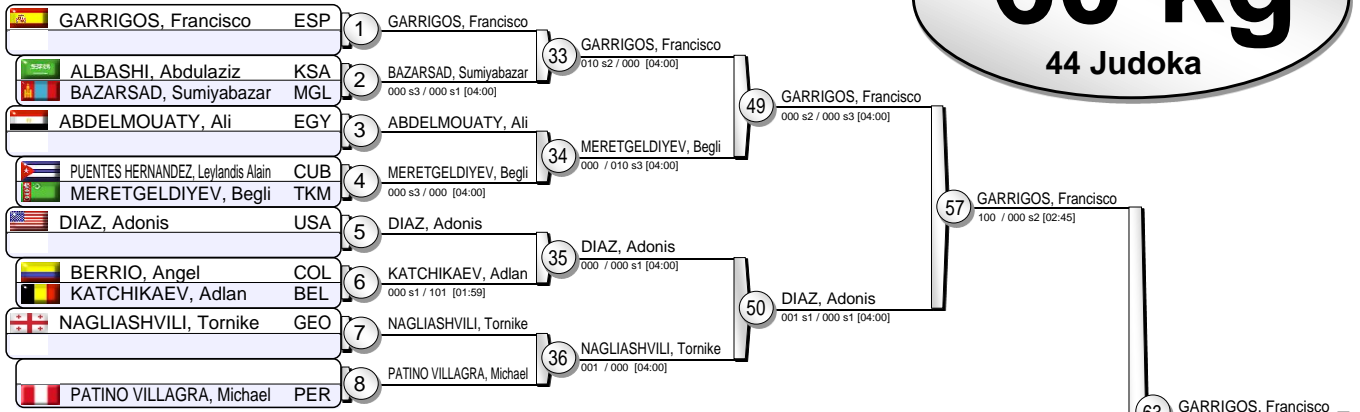 60 kg
44 Judoka
GARRIGOS, Francisco ESP
1
GARRIGOS, Francisco
ALBASHI, Abdulaziz KSA
BAZARSAD, Sumiyabazar MGL
2
BAZARSAD, Sumiyabazar
000 s3 / 000 s1 [04:00]
33
GARRIGOS, Francisco
010 s2 / 000 [04:00]
ABDELMOUATY, Ali EGY
3
ABDELMOUATY, Ali
PUENTES HERNANDEZ, Leylandis Alain CUB
MERETGELDIYEV, Begli TKM
4
MERETGELDIYEV, Begli
000 s3 / 000 [04:00]
34
MERETGELDIYEV, Begli
000 / 010 s3 [04:00]
49
GARRIGOS, Francisco
000 s2 / 000 s3 [04:00]
DIAZ, Adonis USA
5
DIAZ, Adonis
BERRIO, Angel COL
KATCHIKAEV, Adlan BEL
6
KATCHIKAEV, Adlan
000 s1 / 101 [01:59]
35
DIAZ, Adonis
000 / 000 s1 [04:00]
NAGLIASHVILI, Tornike GEO
7
NAGLIASHVILI, Tornike
PATINO VILLAGRA, Michael PER
8
PATINO VILLAGRA, Michael
36
NAGLIASHVILI, Tornike
001 / 000 [04:00]
50
DIAZ, Adonis
001 s1 / 000 s1 [04:00]
57
GARRIGOS, Francisco
100 / 000 s2 [02:45]
63
GARRIGOS, Francisco